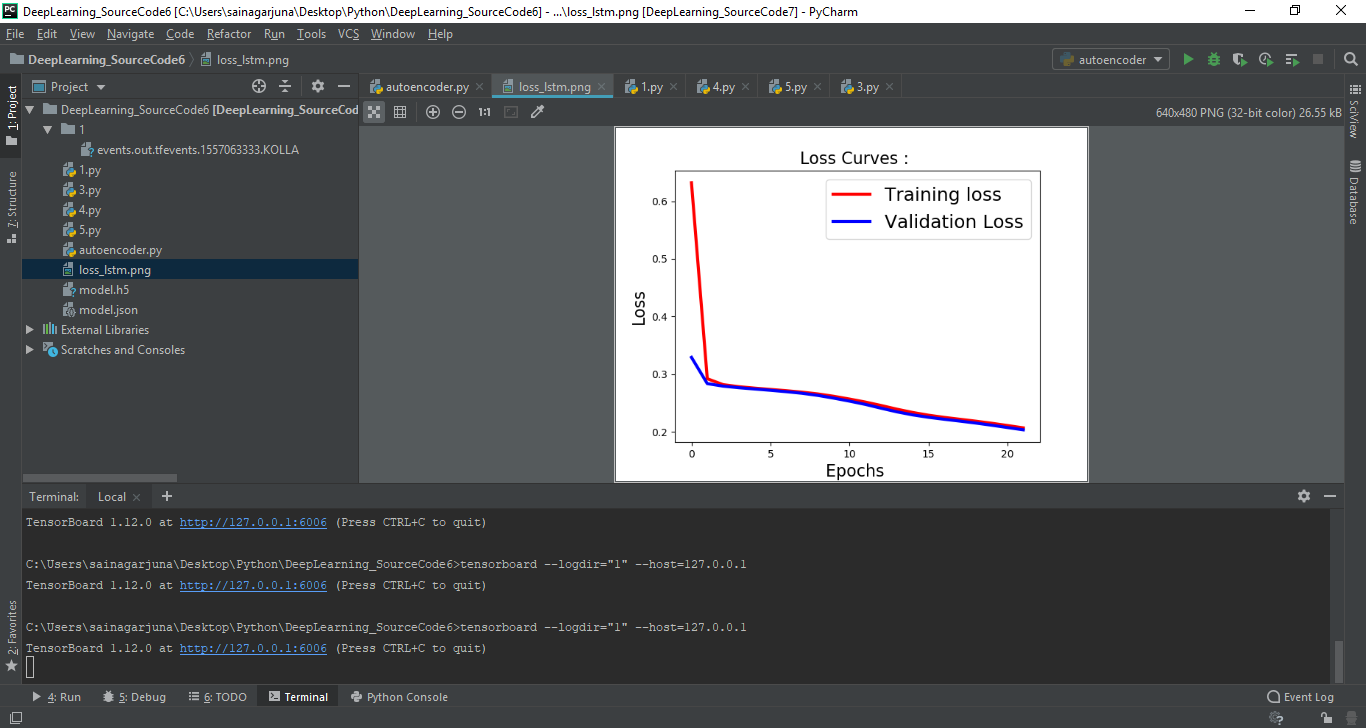 PC DeepLearning_SourceCode6 [C:\Users\sainagarjuna\Desktop\Python\DeepLearning_SourceCode6] - ...\loss_lstm.png [DeepLearning_SourceCode7] - PyCharm
File Edit View Navigate Code Refactor Run Tools VCS Window Help
DeepLearning_SourceCode6 loss_lstm.png autoencoder
1: Project
7: Structure
2: Favorites
Project
DeepLearning_SourceCode6 [DeepLearning_SourceCod
1
events.out.tfevents.1557063333.KOLLA
1.py
3.py
4.py
5.py
autoencoder.py
loss_lstm.png
model.h5
model.json
External Libraries
Scratches and Consoles
autoencoder.py loss_lstm.png 1.py 4.py 5.py 3.py
1:1 640x480 PNG (32-bit color) 26.55 kB
Loss Curves :
Training loss
Validation Loss
Loss
0.6
0.5
0.4
0.3
0.2
0 5 10 15 20
Epochs
SciView
Database
Terminal: Local
TensorBoard 1.12.0 at http://127.0.0.1:6006 (Press CTRL+C to quit)
C:\Users\sainagarjuna\Desktop\Python\DeepLearning_SourceCode6>tensorboard --logdir="1" --host=127.0.0.1
TensorBoard 1.12.0 at http://127.0.0.1:6006 (Press CTRL+C to quit)
C:\Users\sainagarjuna\Desktop\Python\DeepLearning_SourceCode6>tensorboard --logdir="1" --host=127.0.0.1
TensorBoard 1.12.0 at http://127.0.0.1:6006 (Press CTRL+C to quit)
4: Run 5: Debug 6: TODO Terminal Python Console Event Log